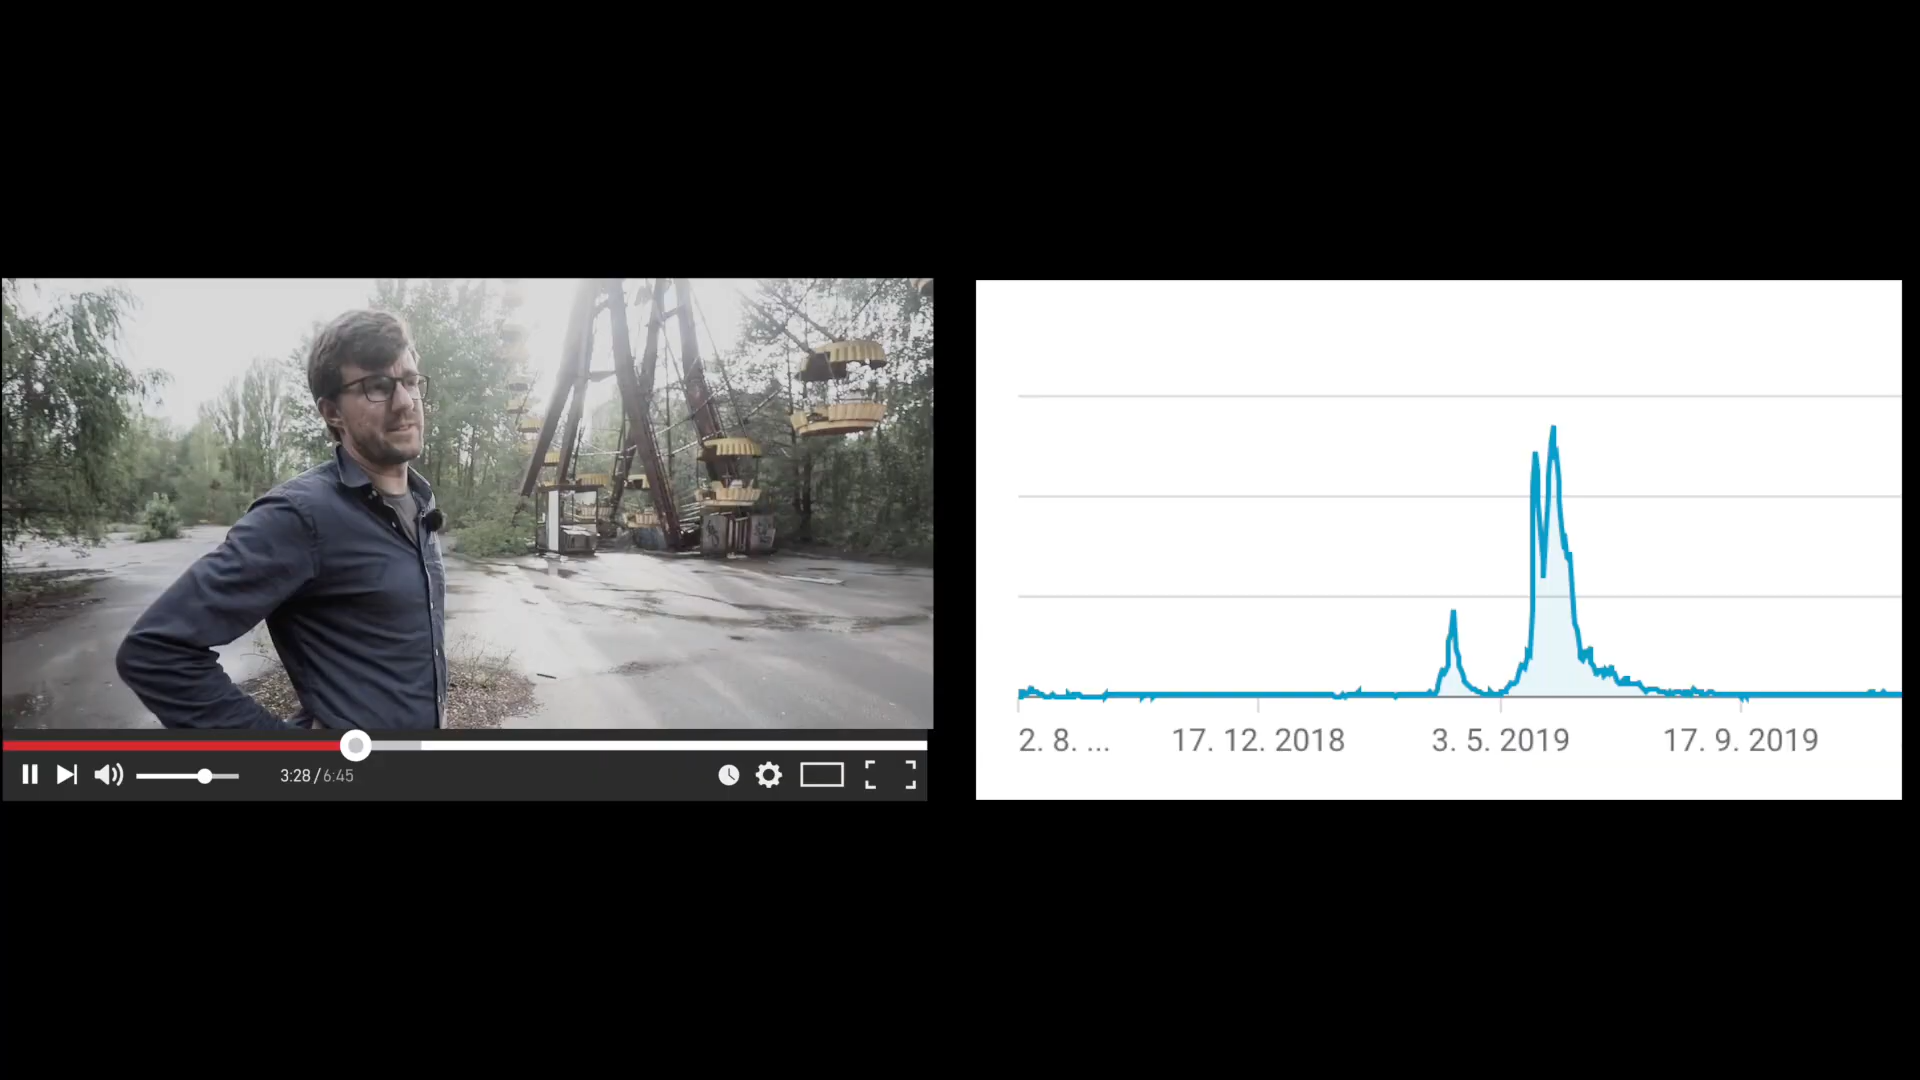 3:28/6:45
2. 8. ...
17. 12. 2018
3. 5. 2019
17. 9. 2019